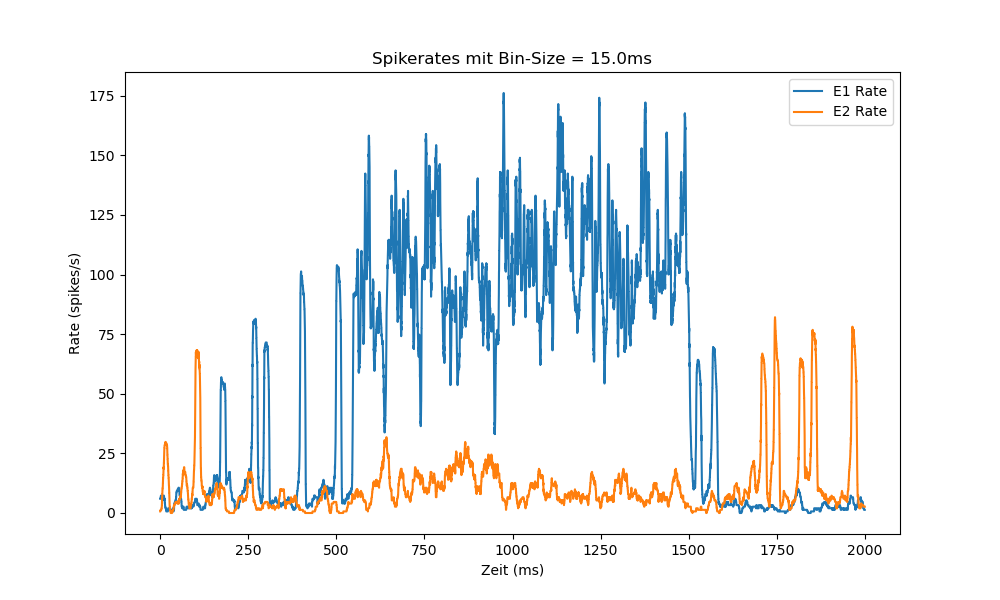 Spikerates mit Bin-Size = 15.0ms
E1 Rate
E2 Rate
175
150
125
100
75
50
25
0
Rate (spikes/s)
0 250 500 750 1000 1250 1500 1750 2000
Zeit (ms)